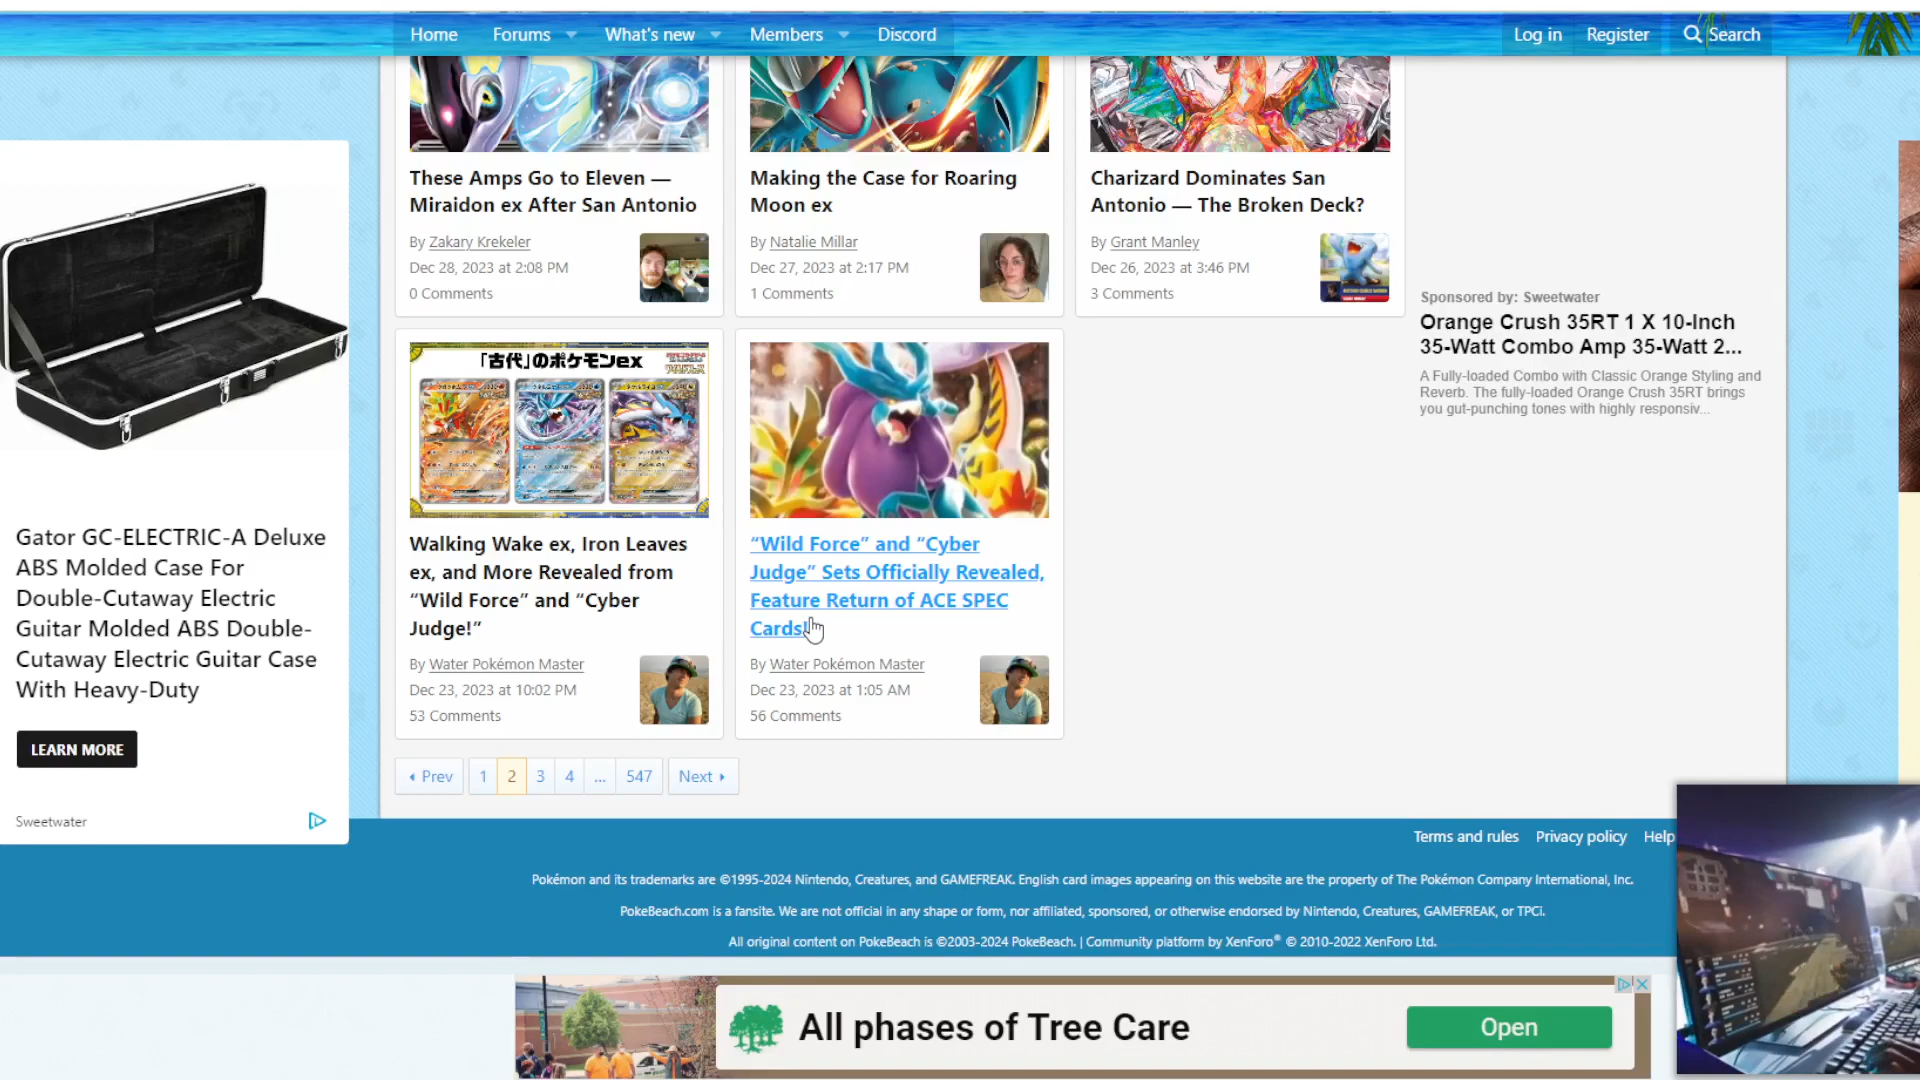 Home
Forums
What's new
Members
Discord
Log in
Register
Search
These Amps Go to Eleven —
Miraidon ex After San Antonio
By Zakary Krekeler
Dec 28, 2023 at 2:08 PM
0 Comments
Making the Case for Roaring
Moon ex
By Natalie Millar
Dec 27, 2023 at 2:17 PM
1 Comments
Charizard Dominates San
Antonio — The Broken Deck?
By Grant Manley
Dec 26, 2023 at 3:46 PM
3 Comments
「古代」のポケモンex
Walking Wake ex, Iron Leaves
ex, and More Revealed from
“Wild Force” and “Cyber
Judge!”
By Water Pokémon Master
Dec 23, 2023 at 10:02 PM
53 Comments
“Wild Force” and “Cyber
Judge” Sets Officially Revealed,
Feature Return of ACE SPEC
Cards!
By Water Pokémon Master
Dec 23, 2023 at 1:05 AM
56 Comments
Prev
1
2
3
4
...
547
Next
Sponsored by: Sweetwater
Orange Crush 35RT 1 X 10-Inch
35-Watt Combo Amp 35-Watt 2...
A Fully-loaded Combo with Classic Orange Styling and
Reverb. The fully-loaded Orange Crush 35RT brings
you gut-punching tones with highly responsiv...
Gator GC-ELECTRIC-A Deluxe
ABS Molded Case For
Double-Cutaway Electric
Guitar Molded ABS Double-
Cutaway Electric Guitar Case
With Heavy-Duty
LEARN MORE
Sweetwater
Terms and rules
Privacy policy
Help
Pokémon and its trademarks are ©1995-2024 Nintendo, Creatures, and GAMEFREAK. English card images appearing on this website are the property of The Pokémon Company International, Inc.
PokeBeach.com is a fansite. We are not official in any shape or form, nor affiliated, sponsored, or otherwise endorsed by Nintendo, Creatures, GAMEFREAK, or TPCi.
All original content on PokeBeach is ©2003-2024 PokeBeach. | Community platform by XenForo® © 2010-2022 XenForo Ltd.
All phases of Tree Care
Open